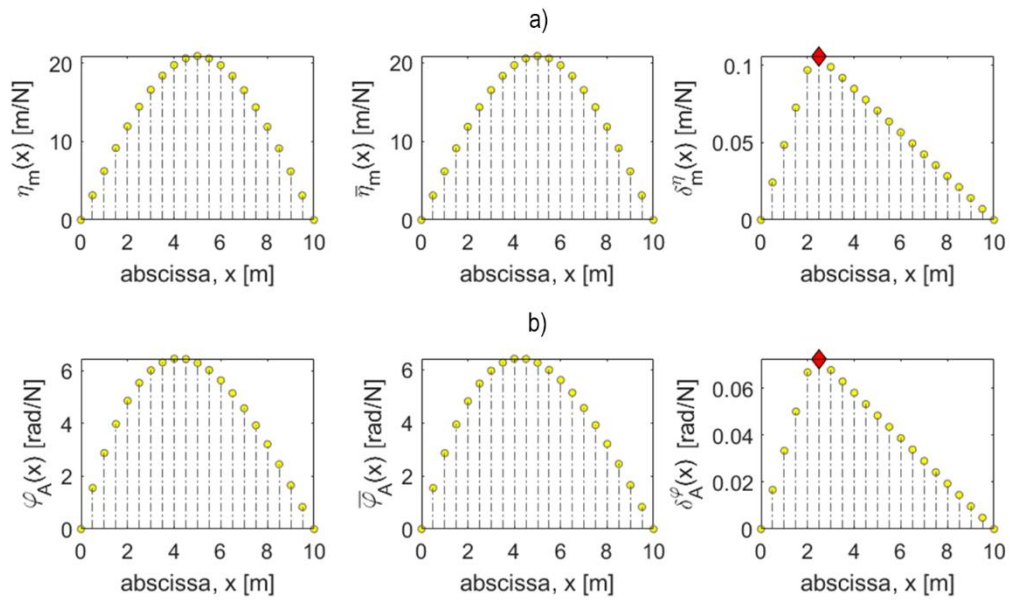 a)
20
10
0
0 2 4 6 8 10
abscissa, x [m]
η_m(x) [m/N]
20
10
0
0 2 4 6 8 10
abscissa, x [m]
η̅_m(x) [m/N]
0.1
0.05
0
0 2 4 6 8 10
abscissa, x [m]
δ^η_m(x) [m/N]
b)
6
4
2
0
0 2 4 6 8 10
abscissa, x [m]
φ_A(x) [rad/N]
6
4
2
0
0 2 4 6 8 10
abscissa, x [m]
φ̅_A(x) [rad/N]
0.06
0.04
0.02
0
0 2 4 6 8 10
abscissa, x [m]
δ^φ_A(x) [rad/N]